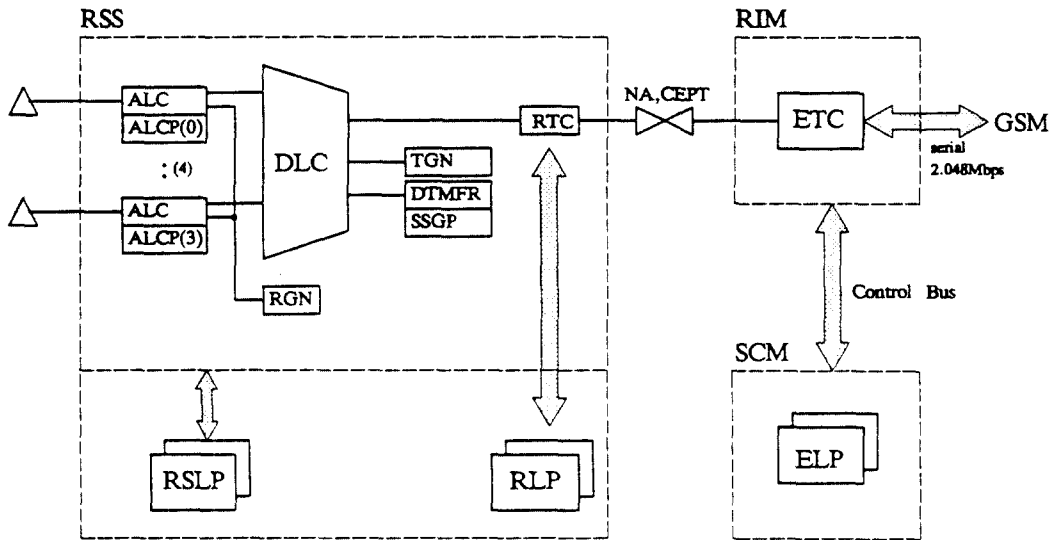 RSS
RIM
ALC
ALCP(0)
: (4)
ALC
ALCP(3)
DLC
RGN
TGN
DTMFR
SSGP
RTC
NA,CEPT
ETC
GSM
serial
2.048Mbps
Control Bus
SCM
RSLP
RLP
ELP